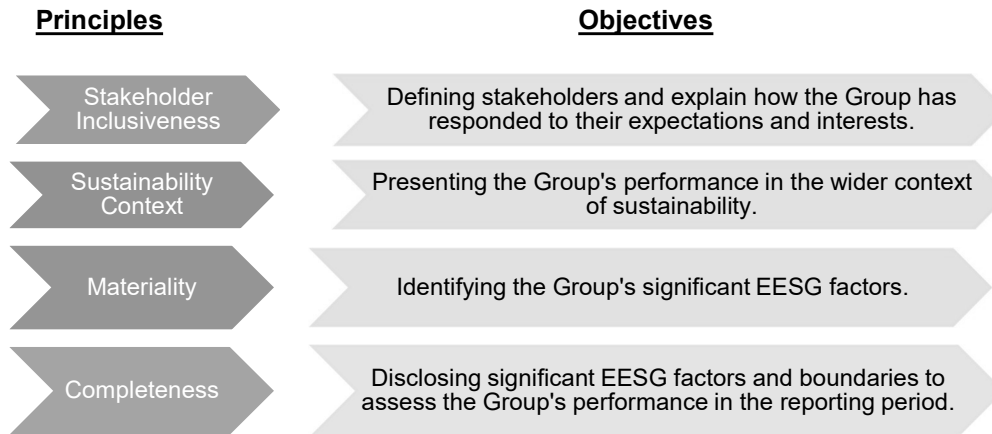 Principles
Objectives
Stakeholder
Inclusiveness
Defining stakeholders and explain how the Group has
responded to their expectations and interests.
Sustainability
Context
Presenting the Group's performance in the wider context
of sustainability.
Materiality
Identifying the Group's significant EESG factors.
Completeness
Disclosing significant EESG factors and boundaries to
assess the Group's performance in the reporting period.